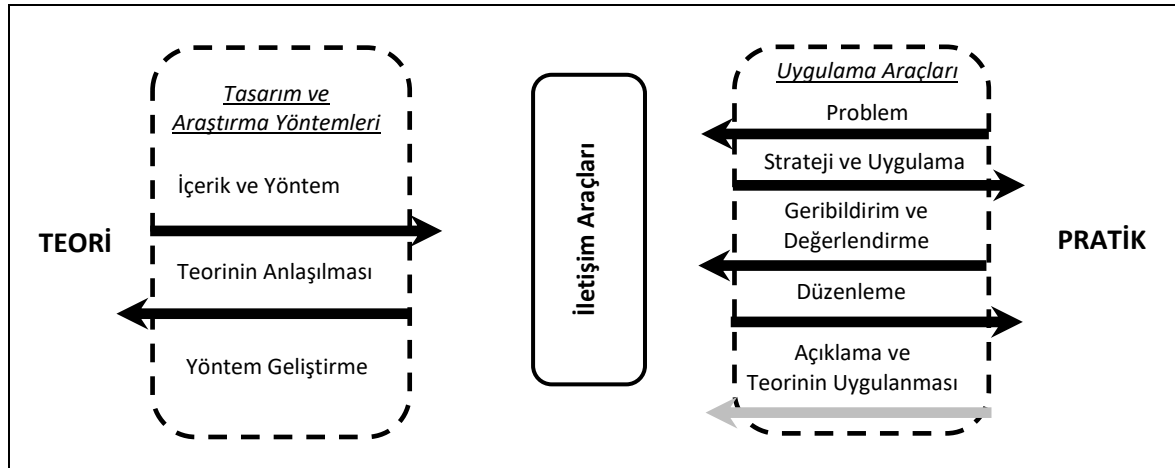 TEORİ
Tasarım ve
Araştırma Yöntemleri
İçerik ve Yöntem
Teorinin Anlaşılması
Yöntem Geliştirme
İletişim Araçları
Uygulama Araçları
Problem
Strateji ve Uygulama
Geribildirim ve
Değerlendirme
Düzenleme
Açıklama ve
Teorinin Uygulanması
PRATİK